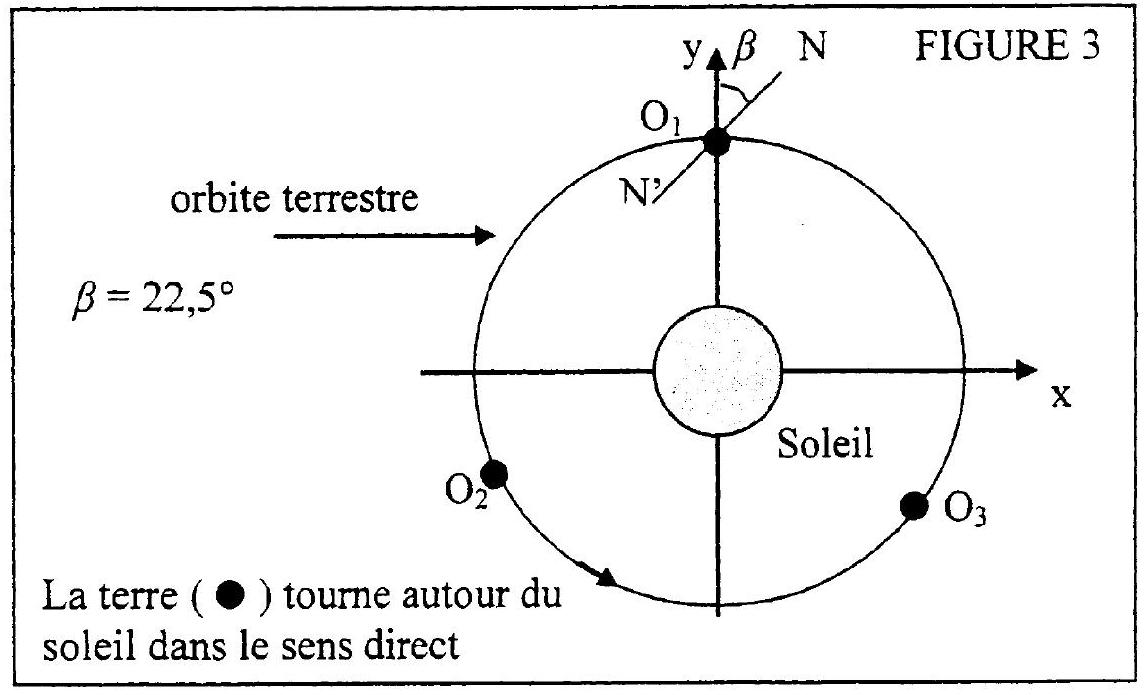 FIGURE 3
y β N
O₁
N'
orbite terrestre
β = 22,5°
x
Soleil
O₂
O₃
La terre ( ● ) tourne autour du
soleil dans le sens direct